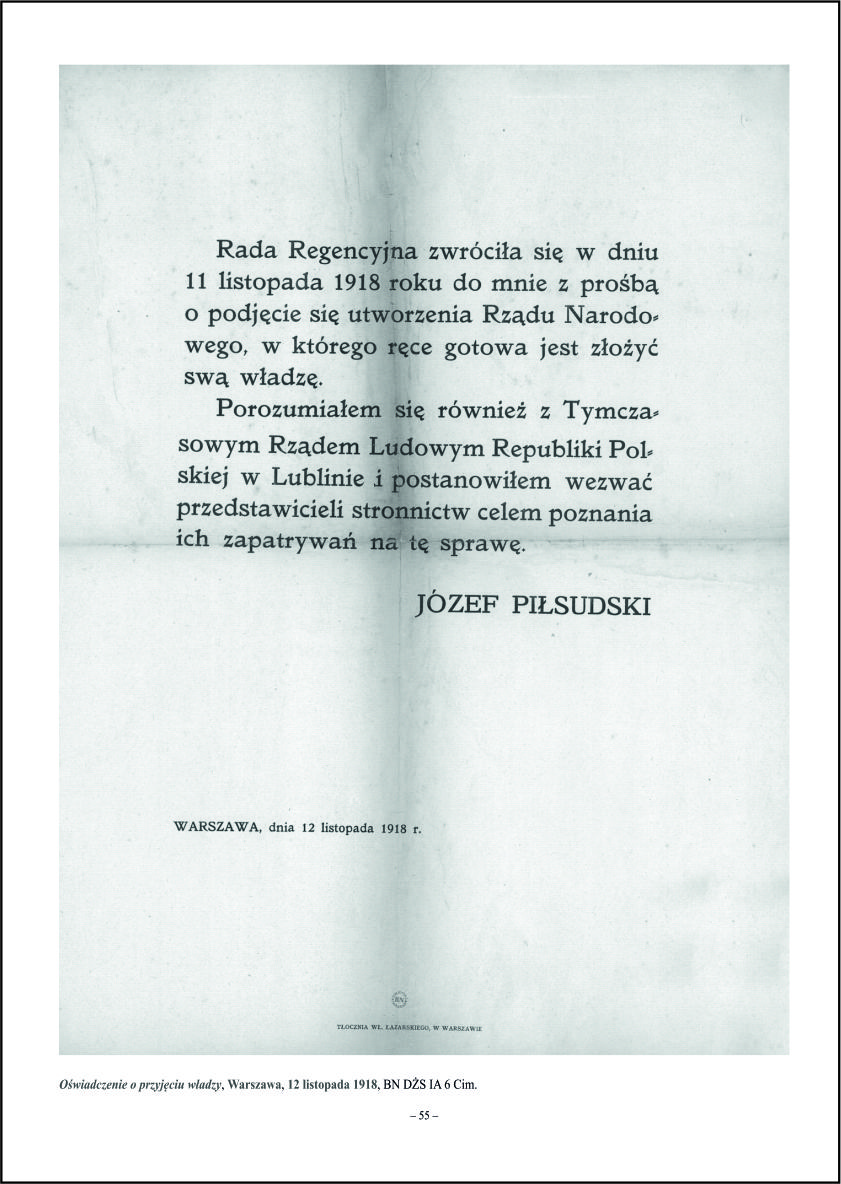 Rada Regencyjna zwróciła się w dniu
11 listopada 1918 roku do mnie z prośbą
o podjęcie się utworzenia Rządu Narodo-
wego, w którego ręce gotowa jest złożyć
swą władzę.
Porozumiałem się również z Tymcza-
sowym Rządem Ludowym Republiki Pol-
skiej w Lublinie i postanowiłem wezwać
przedstawicieli stronnictw celem poznania
ich zapatrywań na tę sprawę.
JÓZEF PIŁSUDSKI
WARSZAWA, dnia 12 listopada 1918 r.
BN
TŁOCZNIA WŁ. ŁAZARSKIEGO, W WARSZAWIE
Oświadczenie o przyjęciu władzy, Warszawa, 12 listopada 1918, BN DŻS IA 6 Cim.
– 55 –